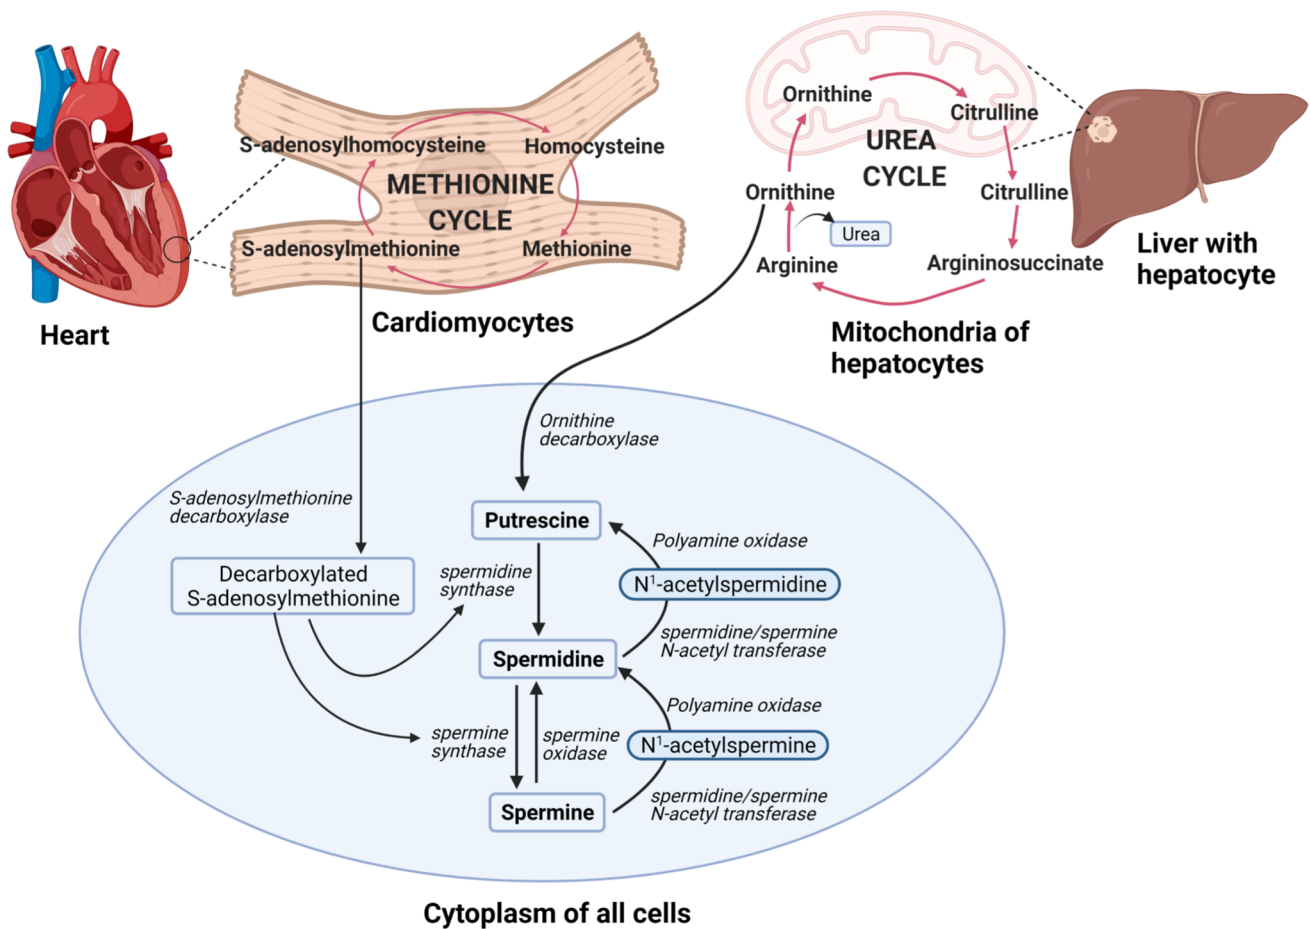 Ornithine
Citrulline
UREA
CYCLE
S-adenosylhomocysteine
Homocysteine
METHIONINE
CYCLE
Ornithine
Citrulline
Urea
S-adenosylmethionine
Methionine
Arginine
Argininosuccinate
Liver with
hepatocyte
Heart
Cardiomyocytes
Mitochondria of
hepatocytes
Ornithine
decarboxylase
S-adenosylmethionine
decarboxylase
Putrescine
Polyamine oxidase
Decarboxylated
S-adenosylmethionine
spermidine
synthase
N¹-acetylspermidine
spermidine/spermine
N-acetyl transferase
Spermidine
Polyamine oxidase
spermine
synthase
spermine
oxidase
N¹-acetylspermine
spermidine/spermine
N-acetyl transferase
Spermine
Cytoplasm of all cells